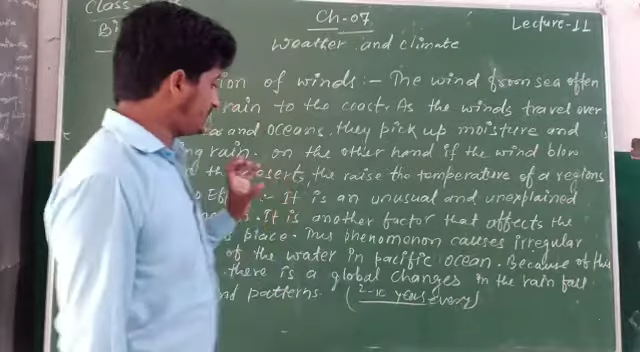 Class-
Ch-07
Lecture-11
Bi
Weather and climate
ion of winds:- The wind from sea often
rain to the coast. As the winds travel over
and oceans, they pick up moisture and
ng rain. on the other hand if the wind blow
the deserts, the raise the temperature of a regions
Ef :- It is an unusual and unexplained
. It is another factor that affects the
place. This phenomenon causes irregular
of the water in pacific ocean. Because of this
there is a global changes in the rain fall
nd patterns. (2-10 years every)